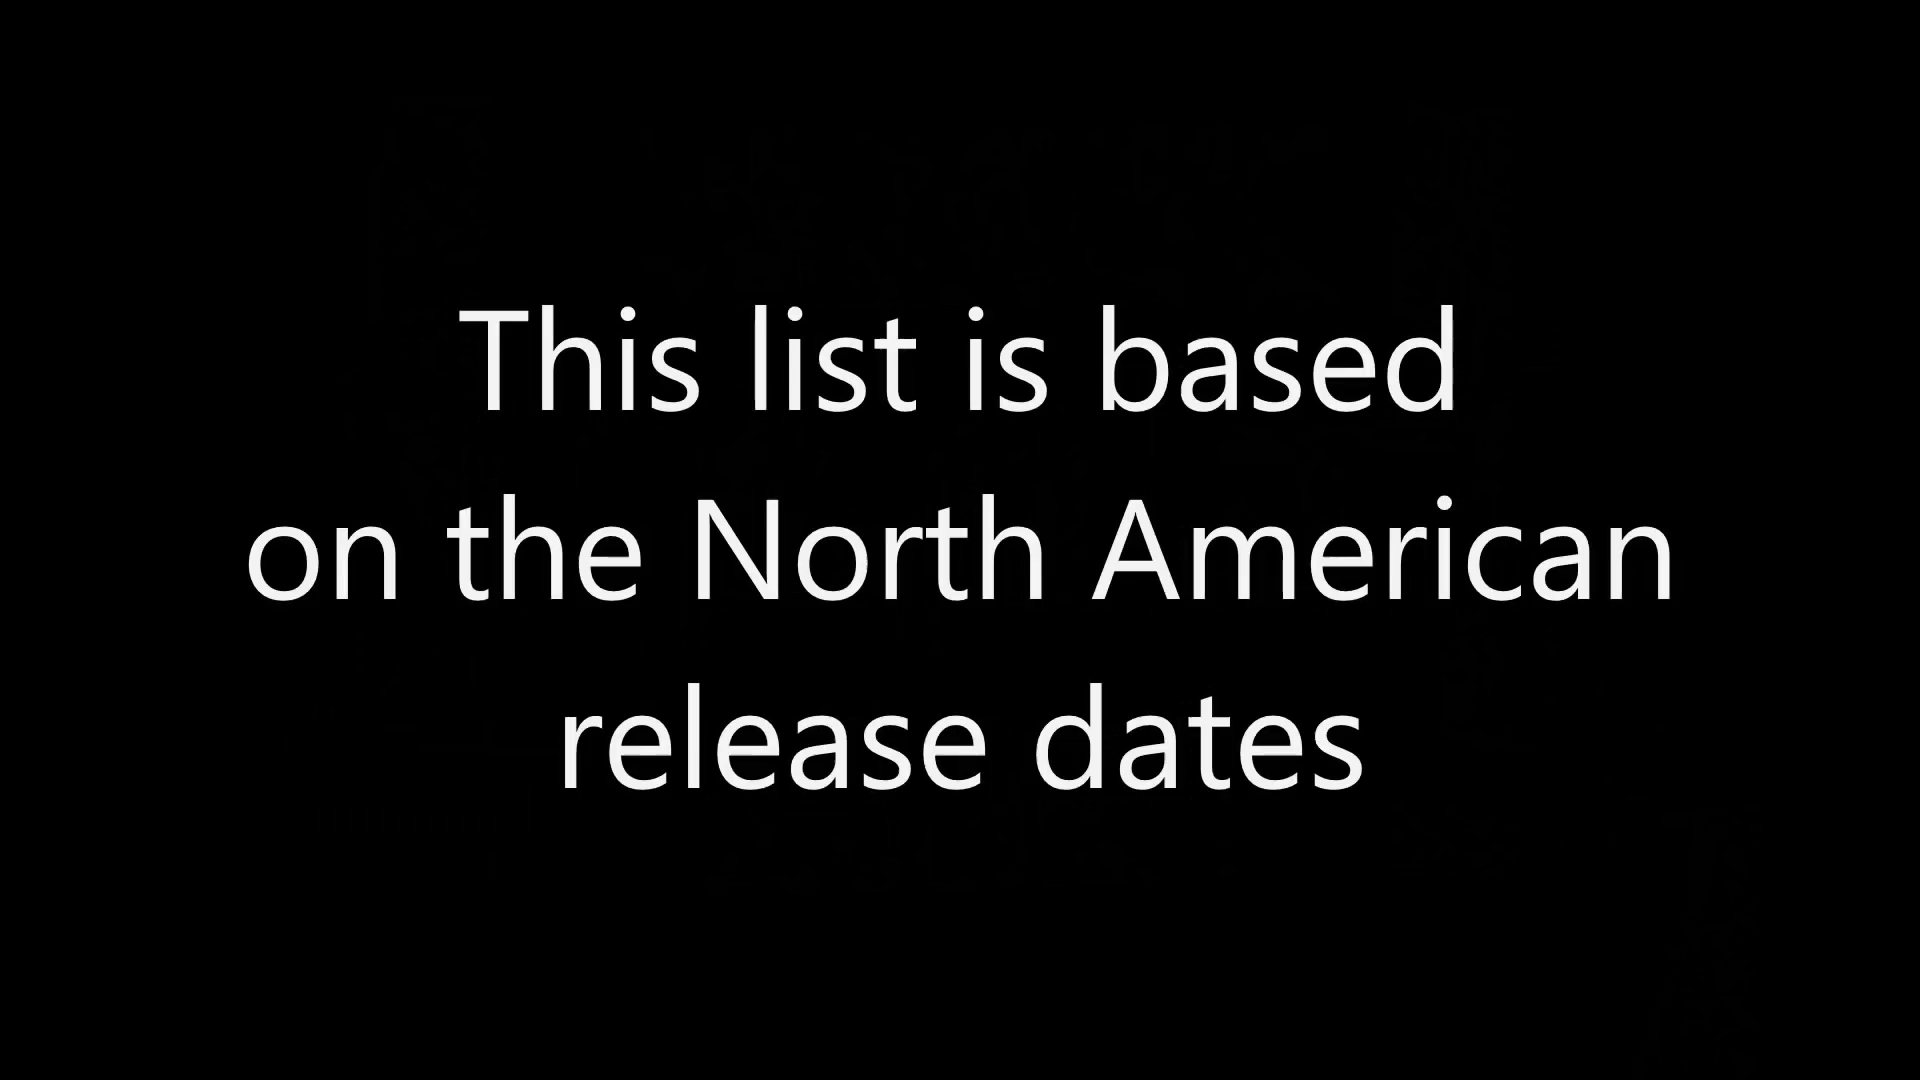 This list is based
on the North American
release dates